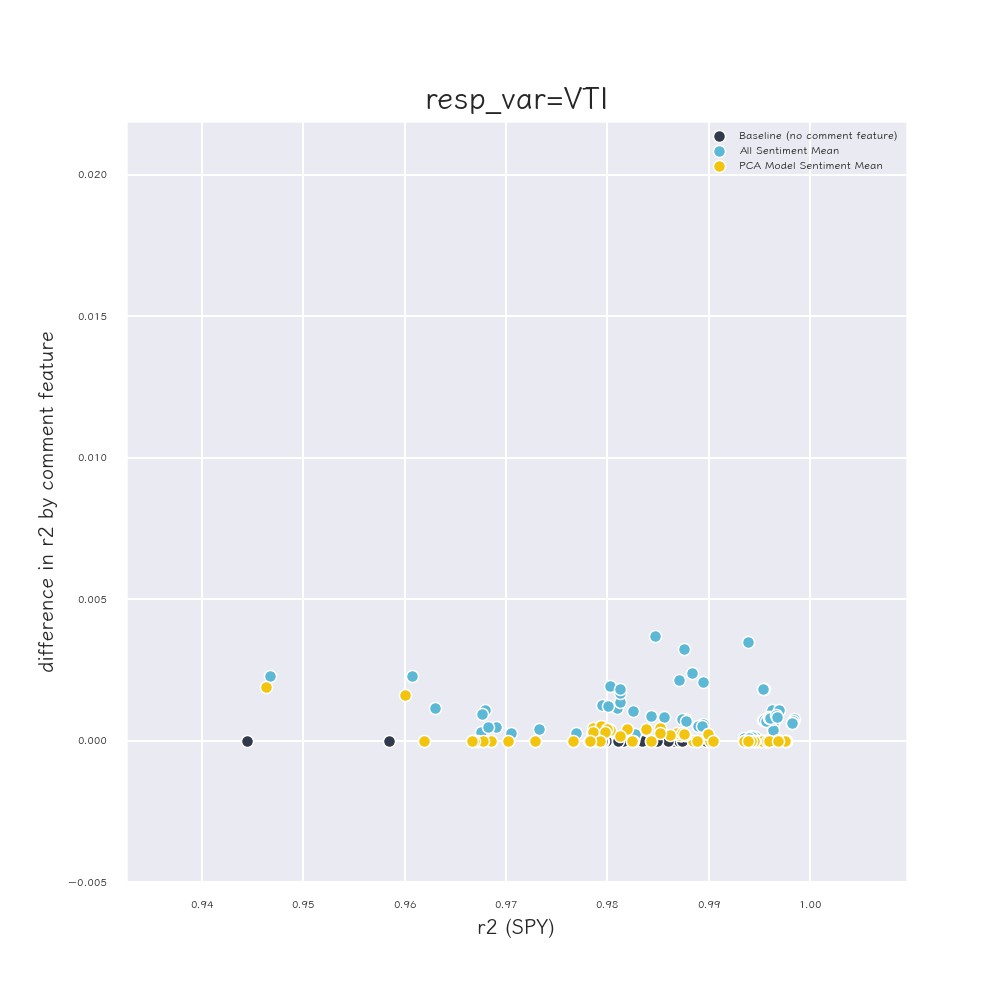 resp_var=VTI
Baseline (no comment feature)
All Sentiment Mean
PCA Model Sentiment Mean
difference in r2 by comment feature
0.020
0.015
0.010
0.005
0.000
−0.005
0.94 0.95 0.96 0.97 0.98 0.99 1.00
r2 (SPY)